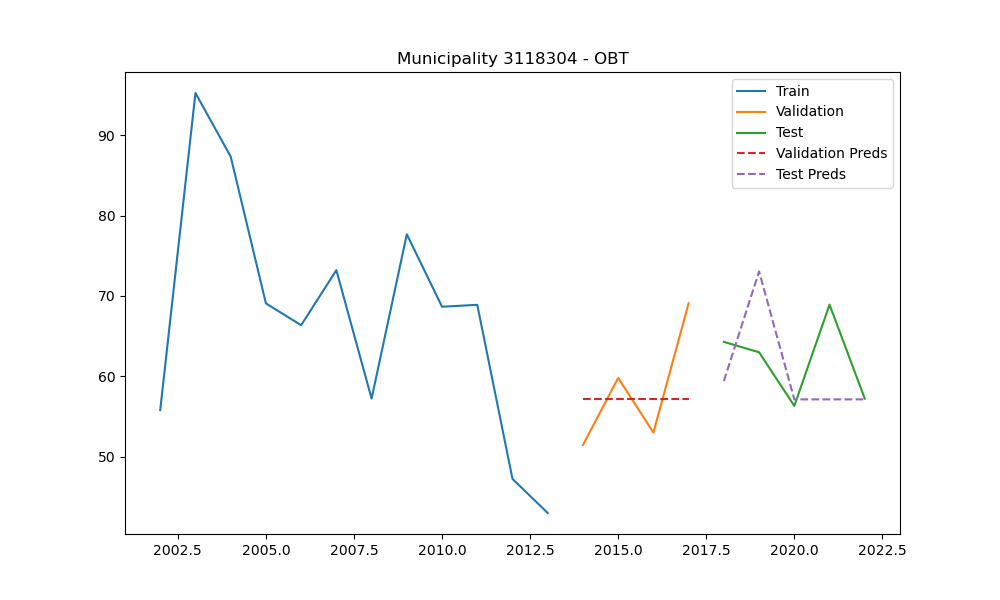 Municipality 3118304 - OBT
Train
Validation
Test
Validation Preds
Test Preds
90
80
70
60
50
2002.5 2005.0 2007.5 2010.0 2012.5 2015.0 2017.5 2020.0 2022.5